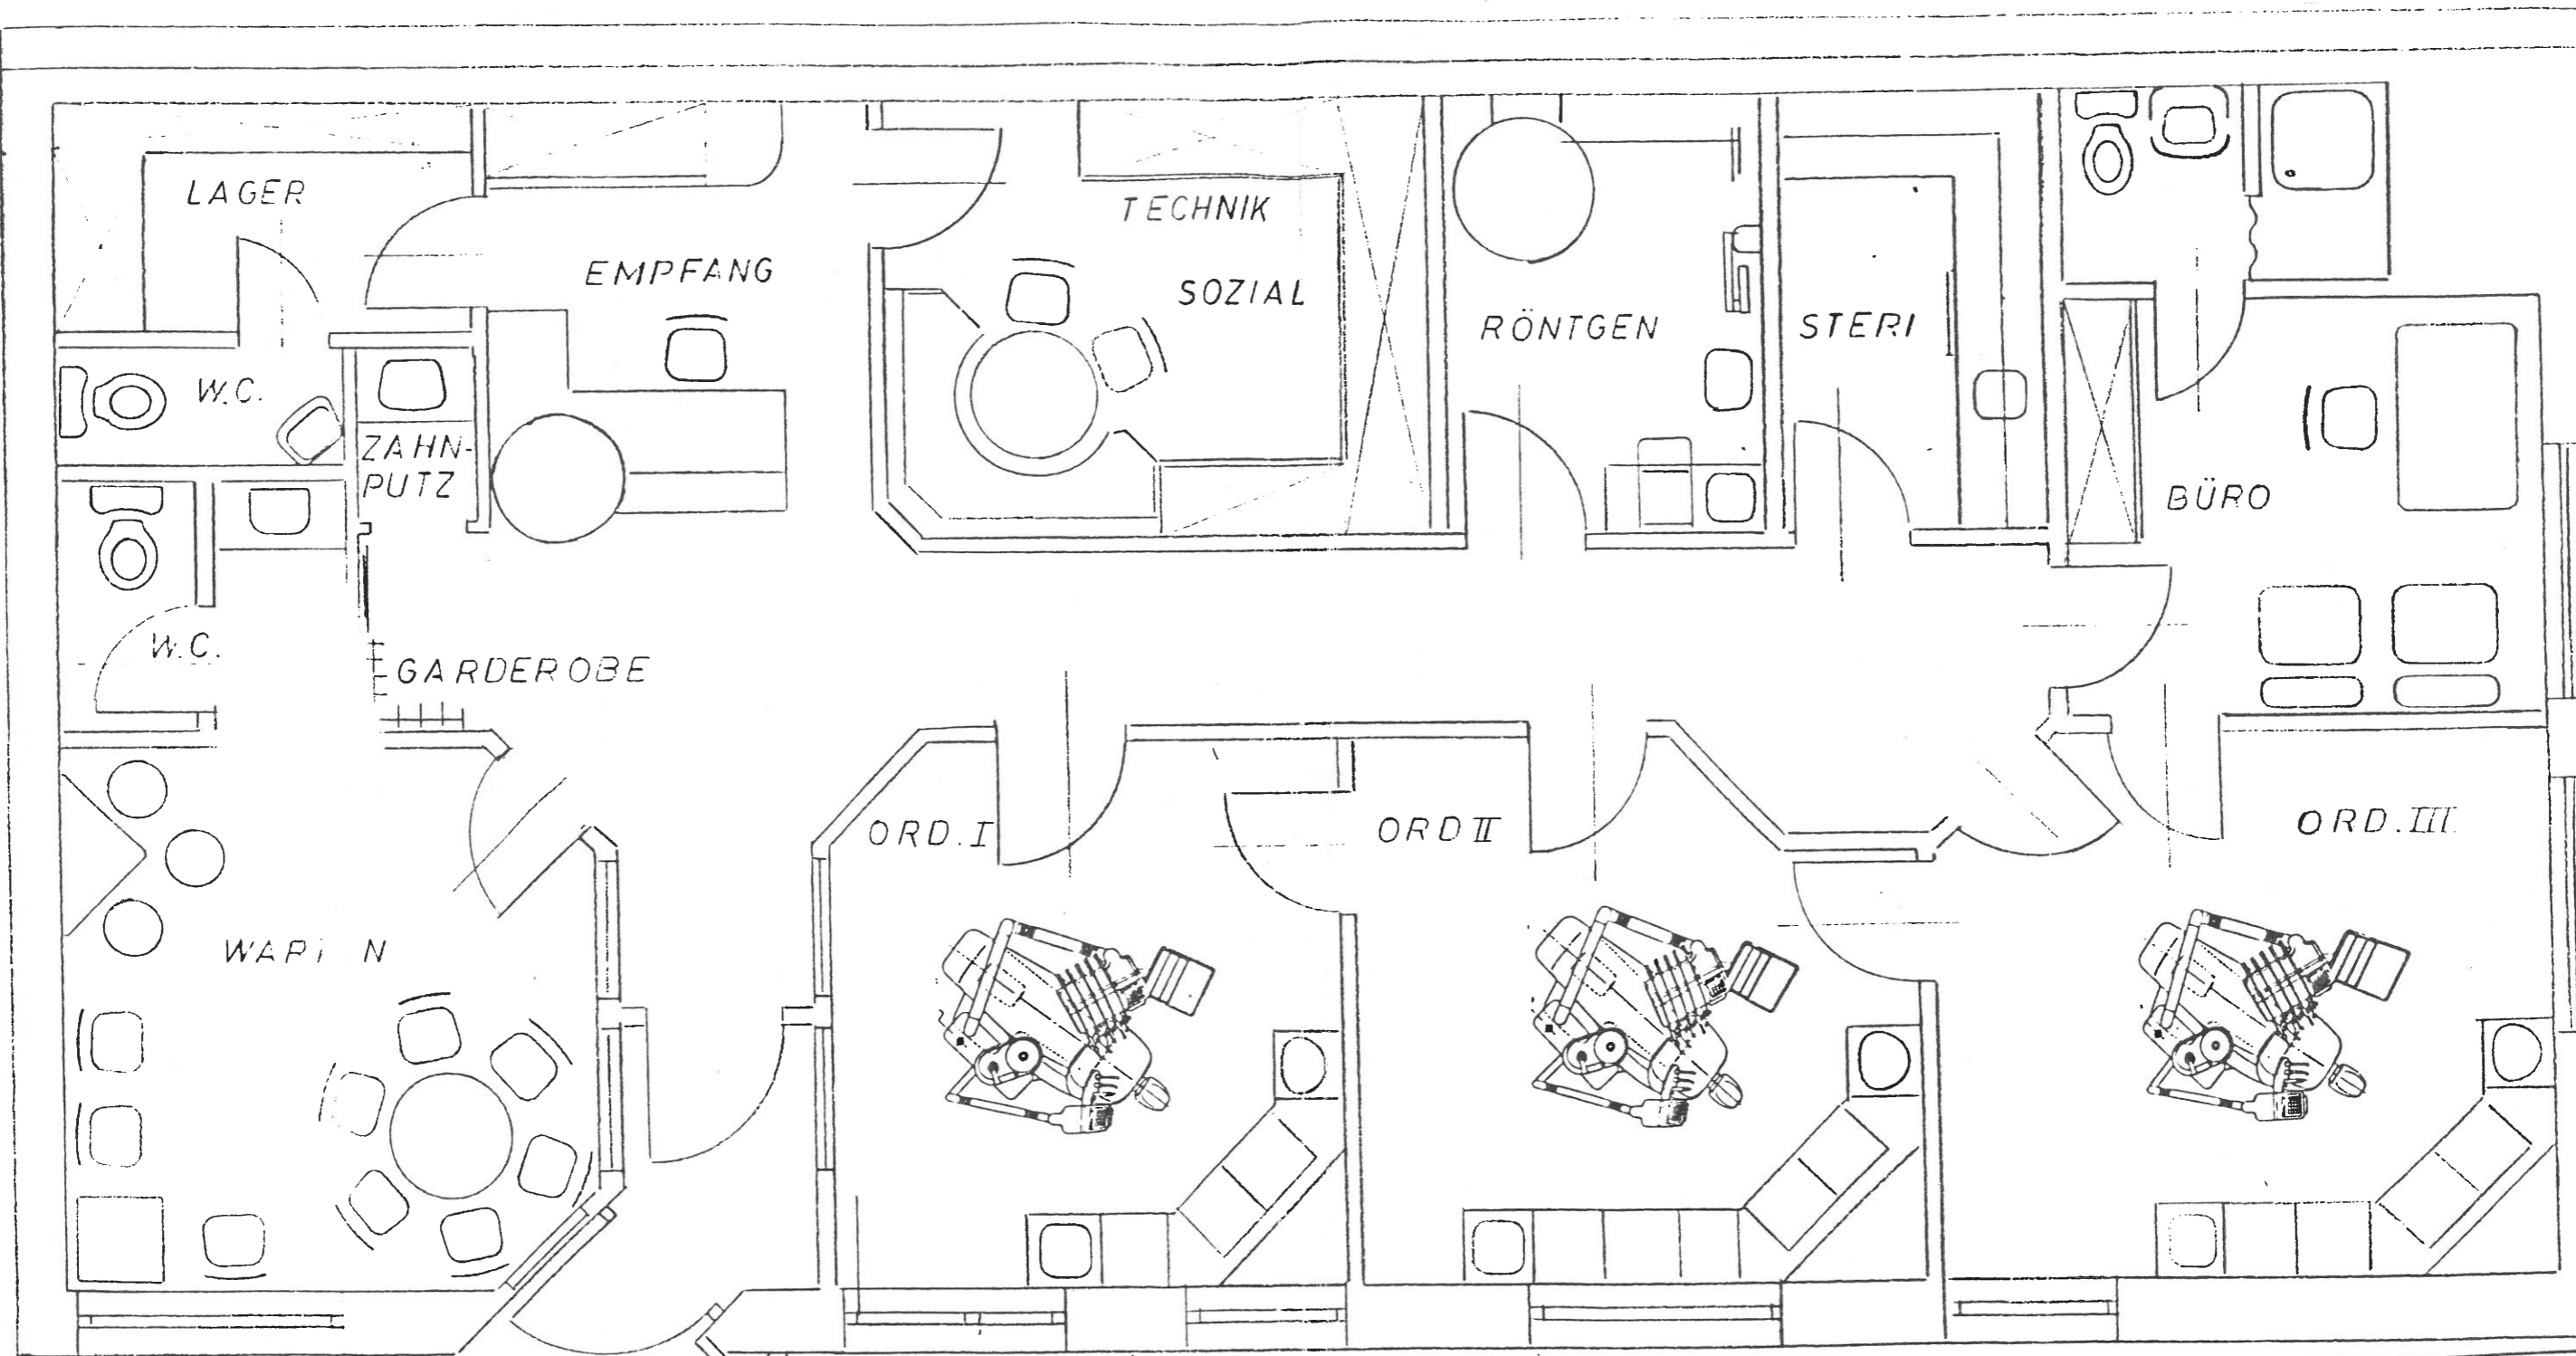 LAGER
TECHNIK
EMPFANG
SOZIAL
RÖNTGEN
STERI
W.C.
ZAHN-
PUTZ
BÜRO
W.C.
GARDEROBE
ORD. I
ORD II
ORD. III